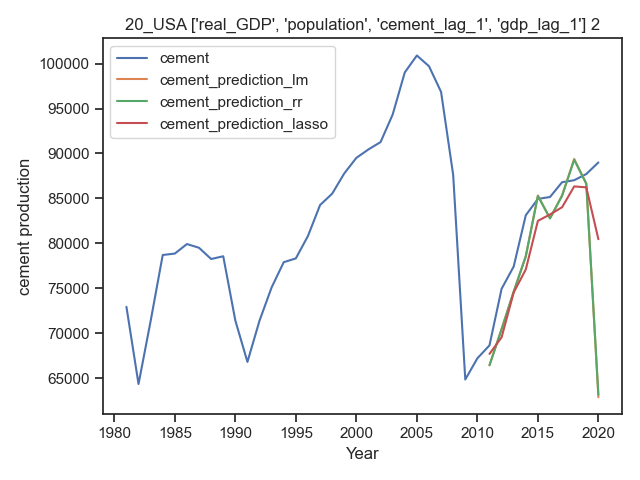 20_USA ['real_GDP', 'population', 'cement_lag_1', 'gdp_lag_1'] 2
cement
cement_prediction_lm
cement_prediction_rr
cement_prediction_lasso
cement production
100000
95000
90000
85000
80000
75000
70000
65000
1980 1985 1990 1995 2000 2005 2010 2015 2020
Year